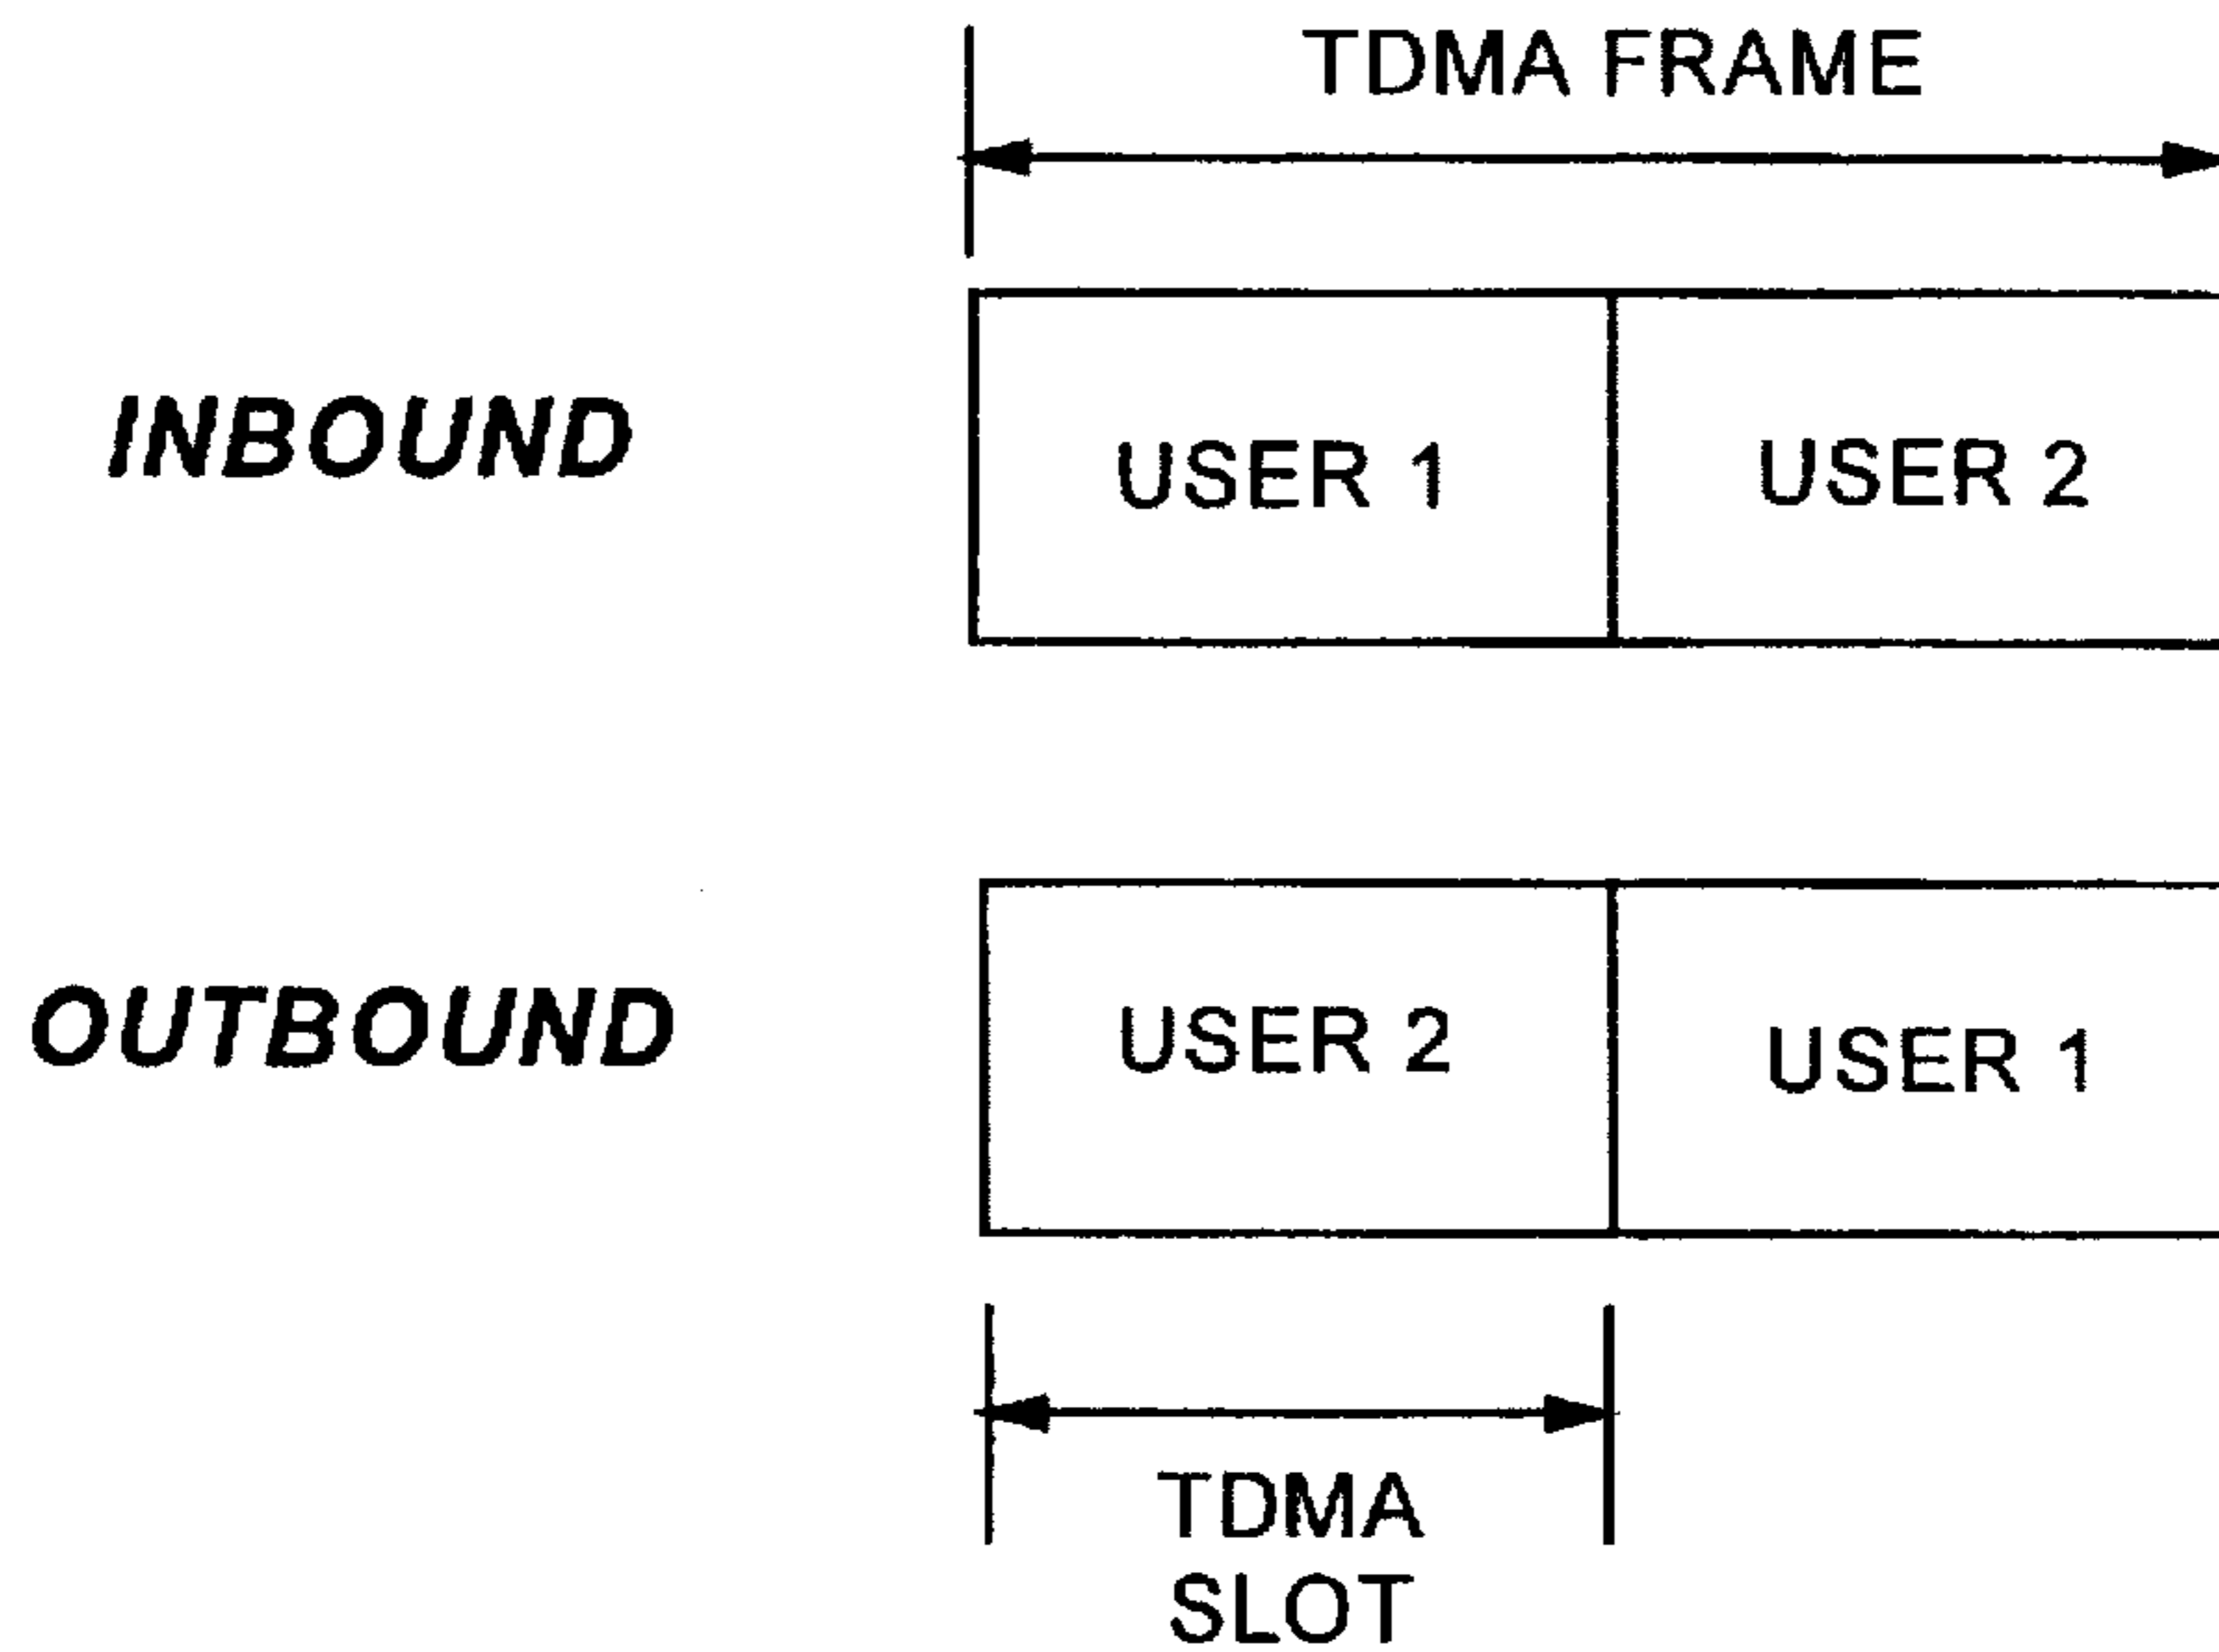 TDMA FRAME
INBOUND
USER 1
USER 2
OUTBOUND
USER 2
USER 1
TDMA
SLOT